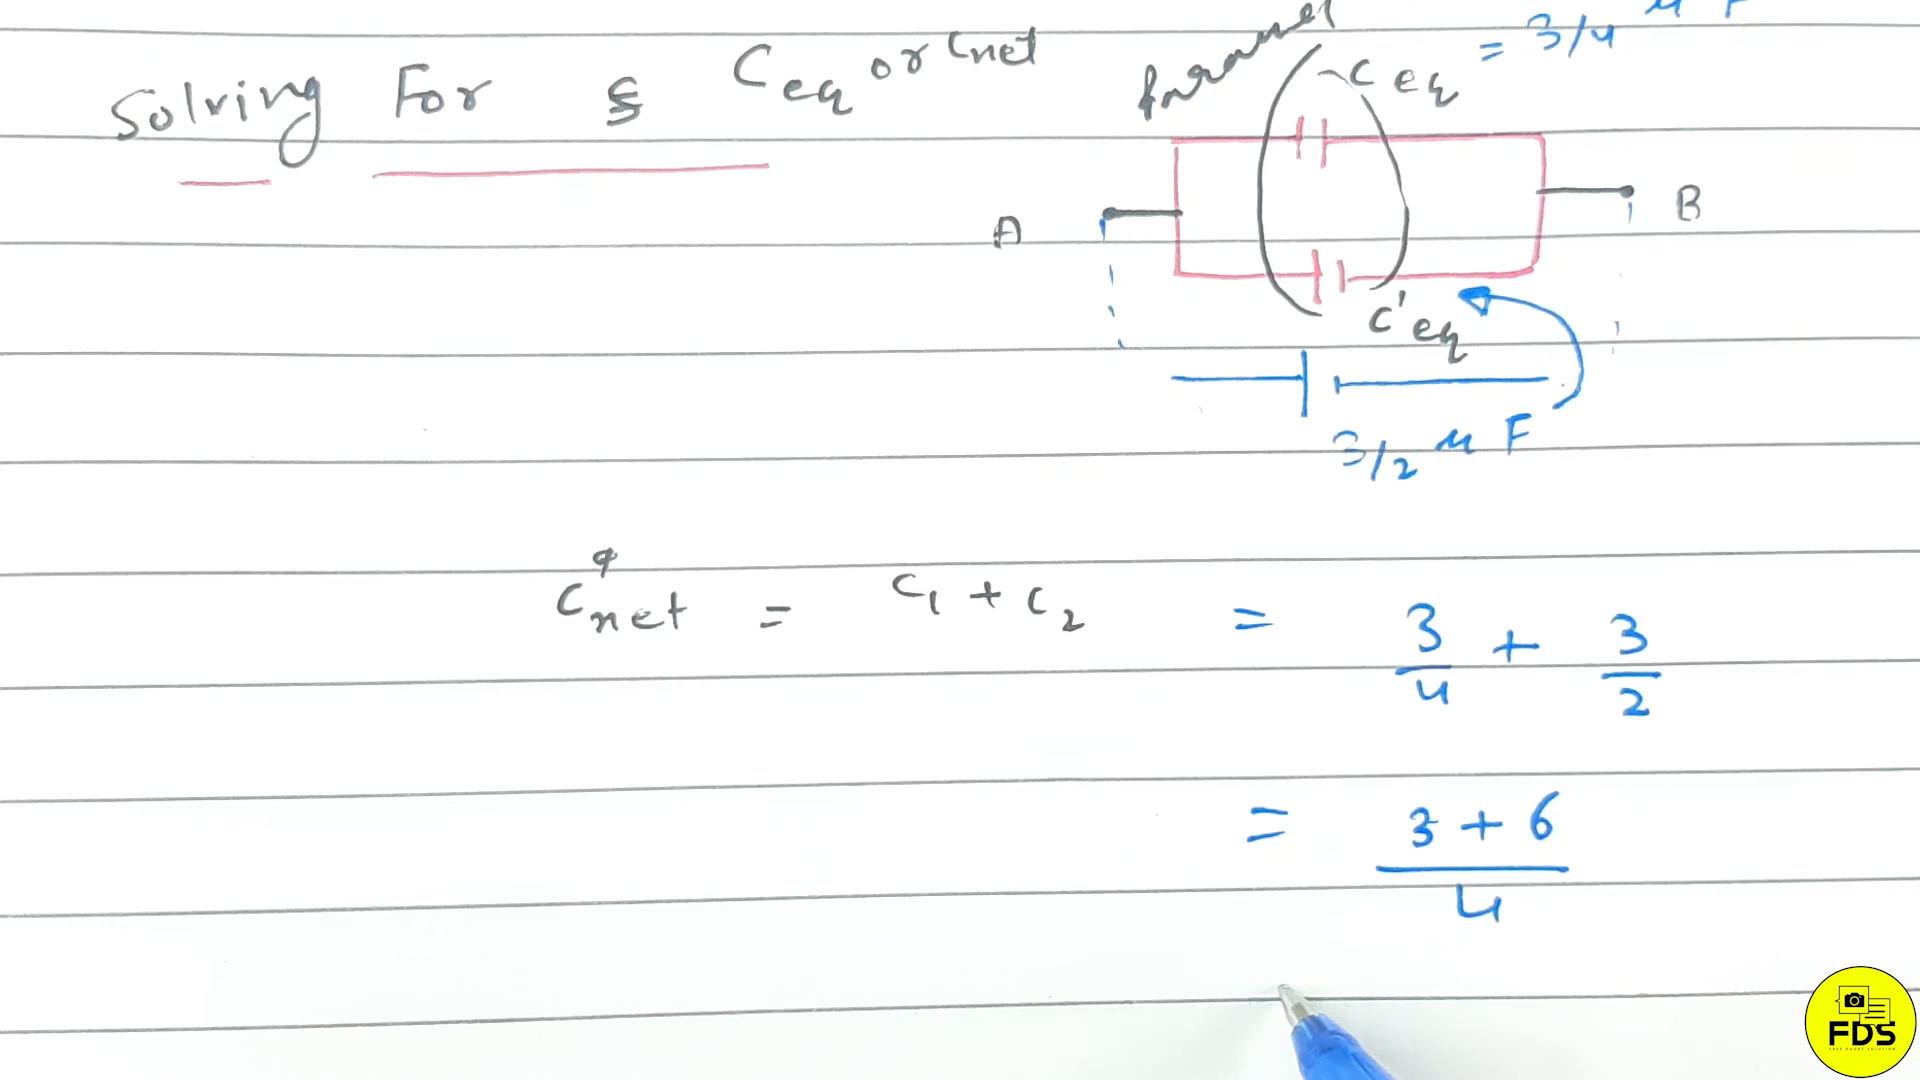 Solving For : Ceq or Cnet
Parallel
Ceq = 3/4 μF
A
B
C'eq
3/2 μF
Cnet = C1 + C2 = 3/4 + 3/2
= 3 + 6 / 4
FDS